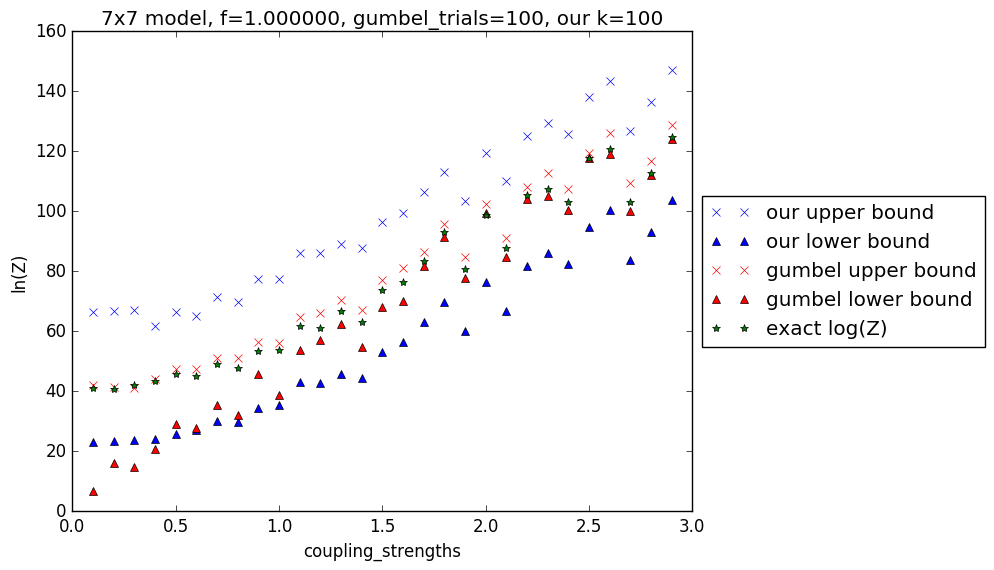 7x7 model, f=1.000000, gumbel_trials=100, our k=100
160
140
120
100
80
60
40
20
0
ln(Z)
0.0 0.5 1.0 1.5 2.0 2.5 3.0
coupling_strengths
our upper bound
our lower bound
gumbel upper bound
gumbel lower bound
exact log(Z)